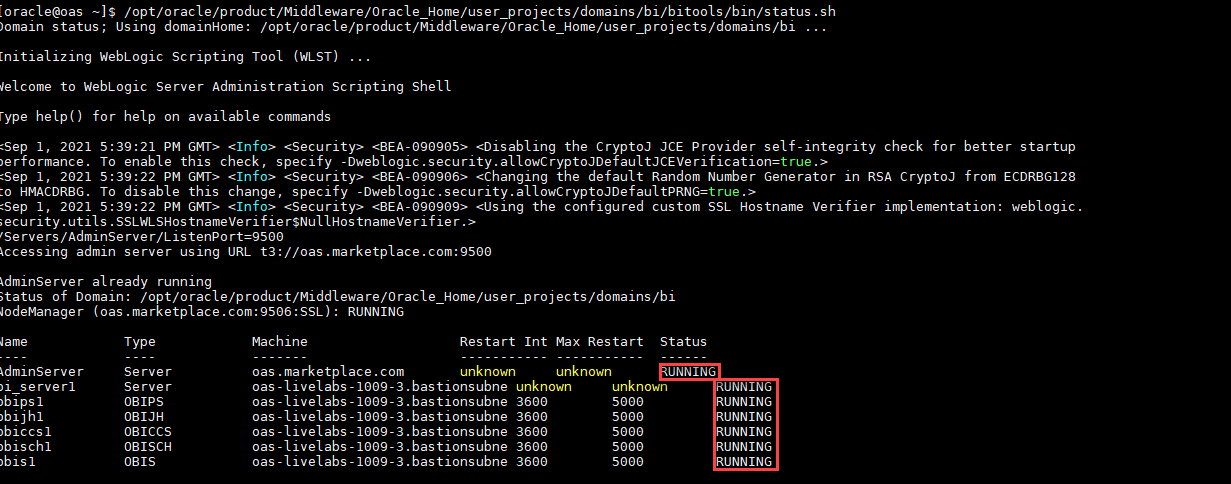 [oracle@oas ~]$ /opt/oracle/product/Middleware/Oracle_Home/user_projects/domains/bi/bitools/bin/status.sh
Domain status; Using domainHome: /opt/oracle/product/Middleware/Oracle_Home/user_projects/domains/bi ...
Initializing WebLogic Scripting Tool (WLST) ...
Welcome to WebLogic Server Administration Scripting Shell
Type help() for help on available commands
<Sep 1, 2021 5:39:21 PM GMT> <Info> <Security> <BEA-090905> <Disabling the CryptoJ JCE Provider self-integrity check for better startup
performance. To enable this check, specify -Dweblogic.security.allowCryptoJDefaultJCEVerification=true.>
<Sep 1, 2021 5:39:22 PM GMT> <Info> <Security> <BEA-090906> <Changing the default Random Number Generator in RSA CryptoJ from ECDRBG128
to HMACDRBG. To disable this change, specify -Dweblogic.security.allowCryptoJDefaultPRNG=true.>
<Sep 1, 2021 5:39:22 PM GMT> <Info> <Security> <BEA-090909> <Using the configured custom SSL Hostname Verifier implementation: weblogic.
security.utils.SSLWLSHostnameVerifier$NullHostnameVerifier.>
/Servers/AdminServer/ListenPort=9500
Accessing admin server using URL t3://oas.marketplace.com:9500
AdminServer already running
Status of Domain: /opt/oracle/product/Middleware/Oracle_Home/user_projects/domains/bi
NodeManager (oas.marketplace.com:9506:SSL): RUNNING
Name Type Machine Restart Int Max Restart Status
---- ---- ------- ----------- ----------- ------
AdminServer Server oas.marketplace.com unknown unknown RUNNING
bi_server1 Server oas-livelabs-1009-3.bastionsubne unknown unknown RUNNING
obips1 OBIPS oas-livelabs-1009-3.bastionsubne 3600 5000 RUNNING
obijh1 OBIJH oas-livelabs-1009-3.bastionsubne 3600 5000 RUNNING
obiccs1 OBICCS oas-livelabs-1009-3.bastionsubne 3600 5000 RUNNING
obisch1 OBISCH oas-livelabs-1009-3.bastionsubne 3600 5000 RUNNING
obis1 OBIS oas-livelabs-1009-3.bastionsubne 3600 5000 RUNNING